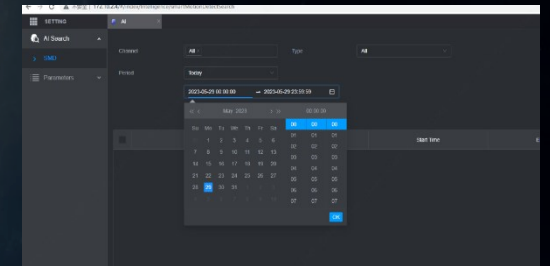 SETTING
AI
AI Search
SMD
Parameters
Channel
All
Type
All
Period
Today
2023-05-29 00:00:00 → 2023-05-29 23:59:59
May 2023
00:00:00
Su Mo Tu We Th Fr Sa
1 2 3 4 5 6
7 8 9 10 11 12 13
14 15 16 17 18 19 20
21 22 23 24 25 26 27
28 29 30 31
00 00 00
01 01 01
02 02 02
03 03 03
04 04 04
05 05 05
06 06 06
07 07 07
OK
Start Time